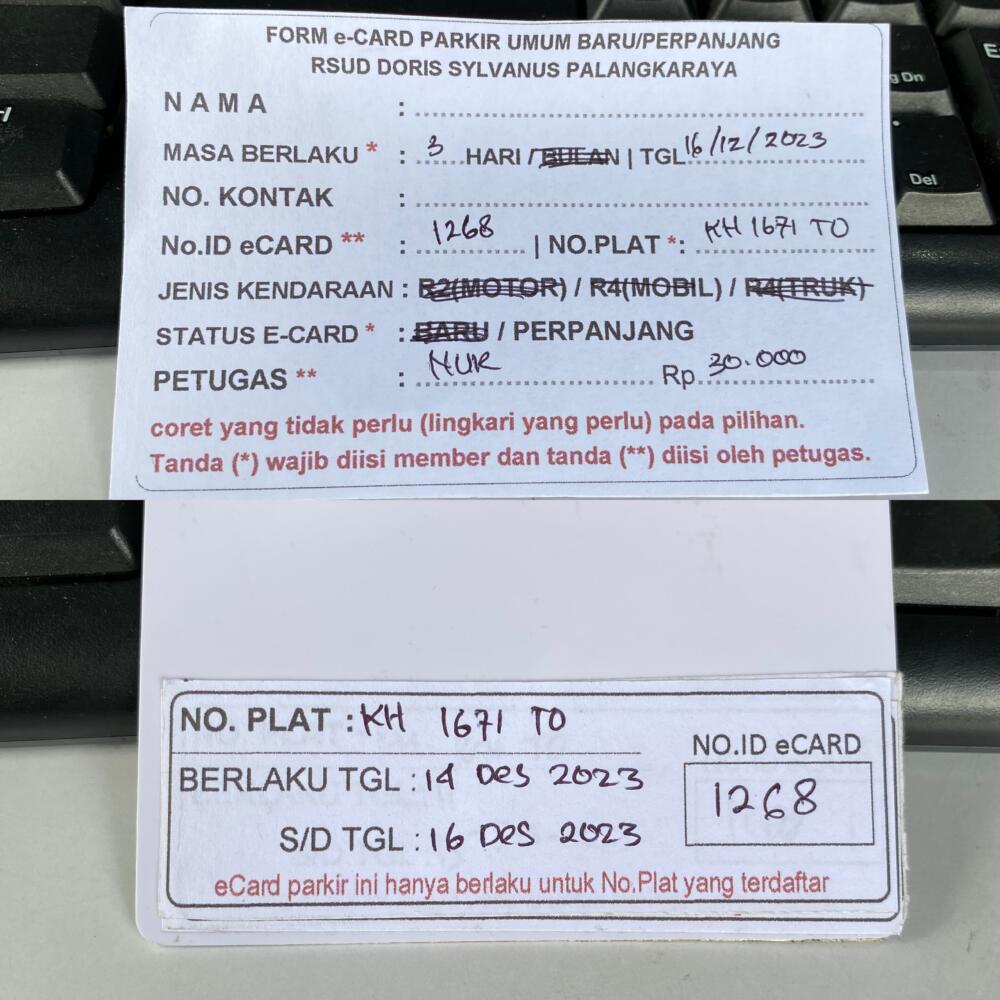 FORM e-CARD PARKIR UMUM BARU/PERPANJANG
RSUD DORIS SYLVANUS PALANGKARAYA
NAMA :
MASA BERLAKU * : 3 HARI / BULAN | TGL 16/12/2023
NO. KONTAK :
No.ID eCARD ** : 1268 | NO.PLAT *: KH 1671 TO
JENIS KENDARAAN : R2(MOTOR) / R4(MOBIL) / R4(TRUK)
STATUS E-CARD * : BARU / PERPANJANG
PETUGAS ** : NUR Rp 30.000
coret yang tidak perlu (lingkari yang perlu) pada pilihan.
Tanda (*) wajib diisi member dan tanda (**) diisi oleh petugas.
Del
NO. PLAT : KH 1671 TO
NO.ID eCARD
BERLAKU TGL : 14 Des 2023
1268
S/D TGL : 16 Des 2023
eCard parkir ini hanya berlaku untuk No.Plat yang terdaftar